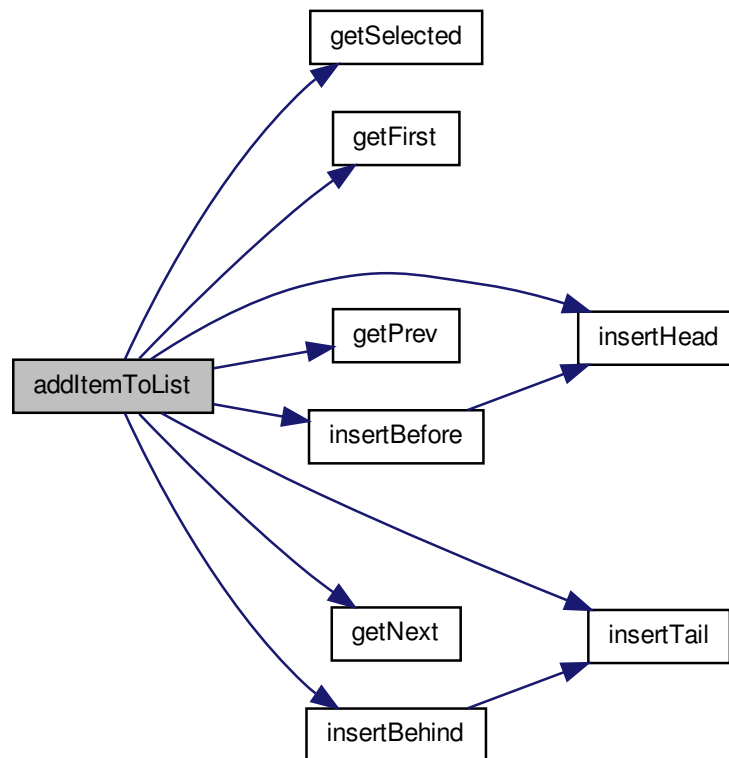 getSelected
getFirst
getPrev
insertHead
addItemToList
insertBefore
getNext
insertTail
insertBehind